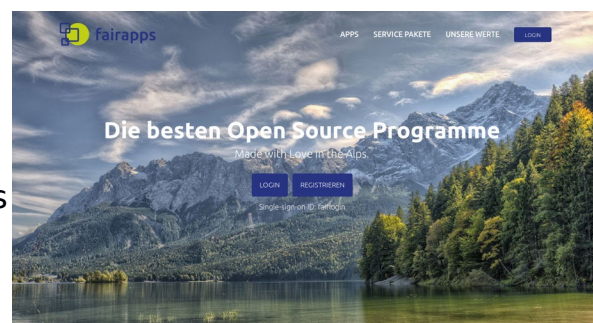 fairapps
APPS SERVICE PAKETE UNSERE WERTE LOGIN
Die besten Open Source Programme
Made with Love in the Alps.
LOGIN REGISTRIEREN
Single-sign-on ID: fairlogin
s